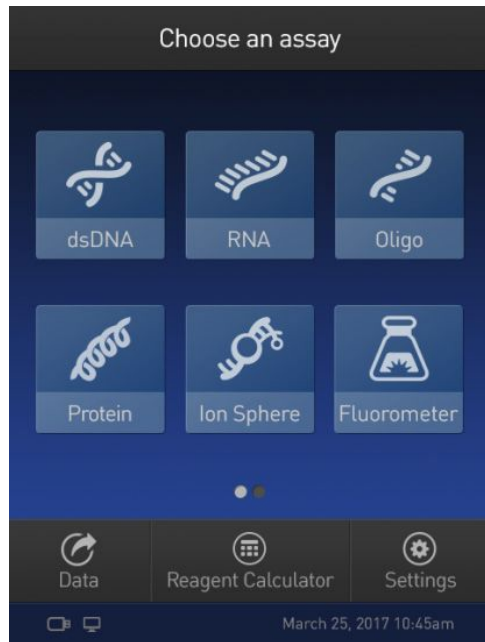 Choose an assay
dsDNA
RNA
Oligo
Protein
Ion Sphere
Fluorometer
Data
Reagent Calculator
Settings
March 25, 2017 10:45am